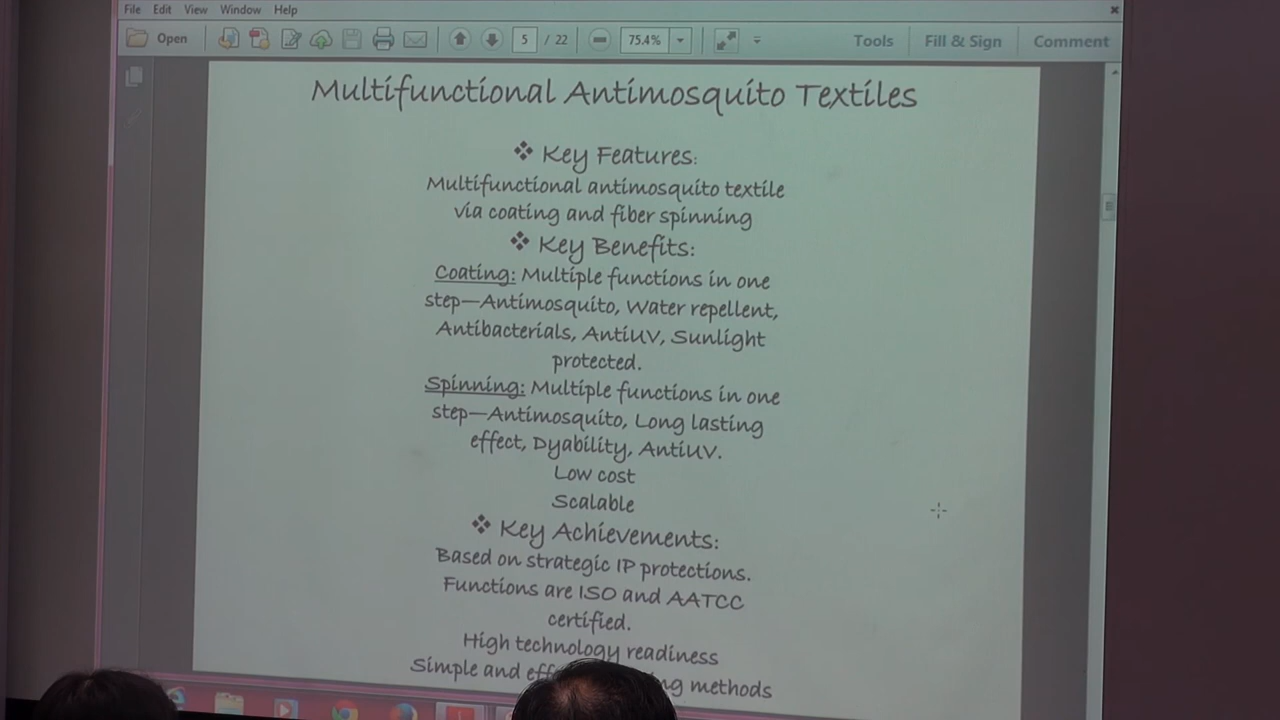 File Edit View Window Help
Open 5 / 22 75.4% Tools Fill & Sign Comment
Multifunctional Antimosquito Textiles
❖ Key Features:
Multifunctional antimosquito textile
via coating and fiber spinning
❖ Key Benefits:
Coating: Multiple functions in one
step—Antimosquito, Water repellent,
Antibacterials, AntiUV, Sunlight
protected.
Spinning: Multiple functions in one
step—Antimosquito, Long lasting
effect, Dyability, AntiUV.
Low cost
Scalable
❖ Key Achievements:
Based on strategic IP protections.
Functions are ISO and AATCC
certified.
High technology readiness
Simple and methods